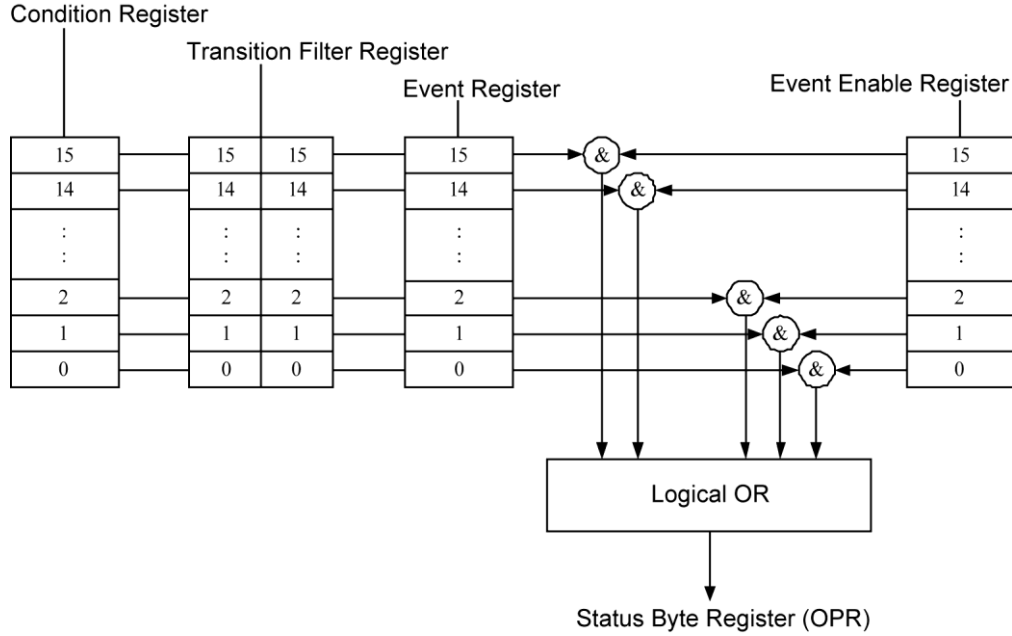 Condition Register
Transition Filter Register
Event Register
Event Enable Register
15 15 15 15 & 15
14 14 14 14 & 14
: : : : :
: : : : :
2 2 2 2 & 2
1 1 1 1 & 1
0 0 0 0 & 0
Logical OR
Status Byte Register (OPR)